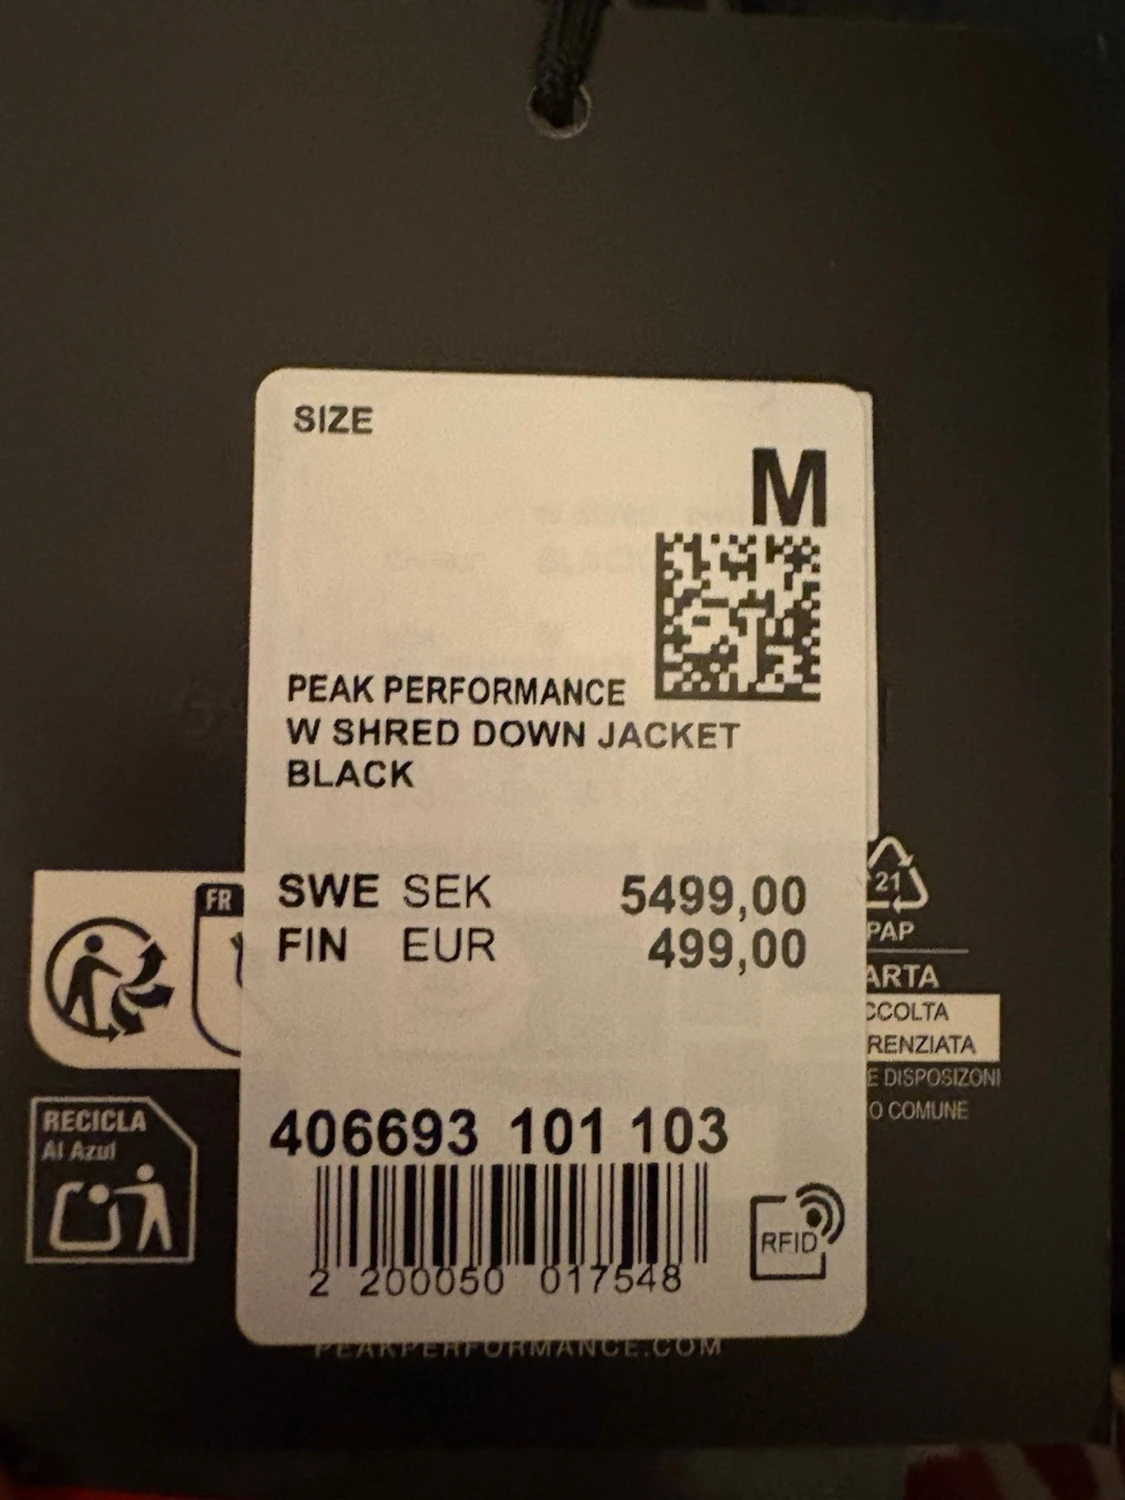 SIZE
M
PEAK PERFORMANCE
W SHRED DOWN JACKET
BLACK
SWE SEK 5499,00
FIN EUR 499,00
406693 101 103
2 200050 017548
RFID
FR
RECICLA
Al Azul
21
PAP
ARTA
CCOLTA
RENZIATA
E DISPOSIZONI
O COMUNE
PEAKPERFORMANCE.COM